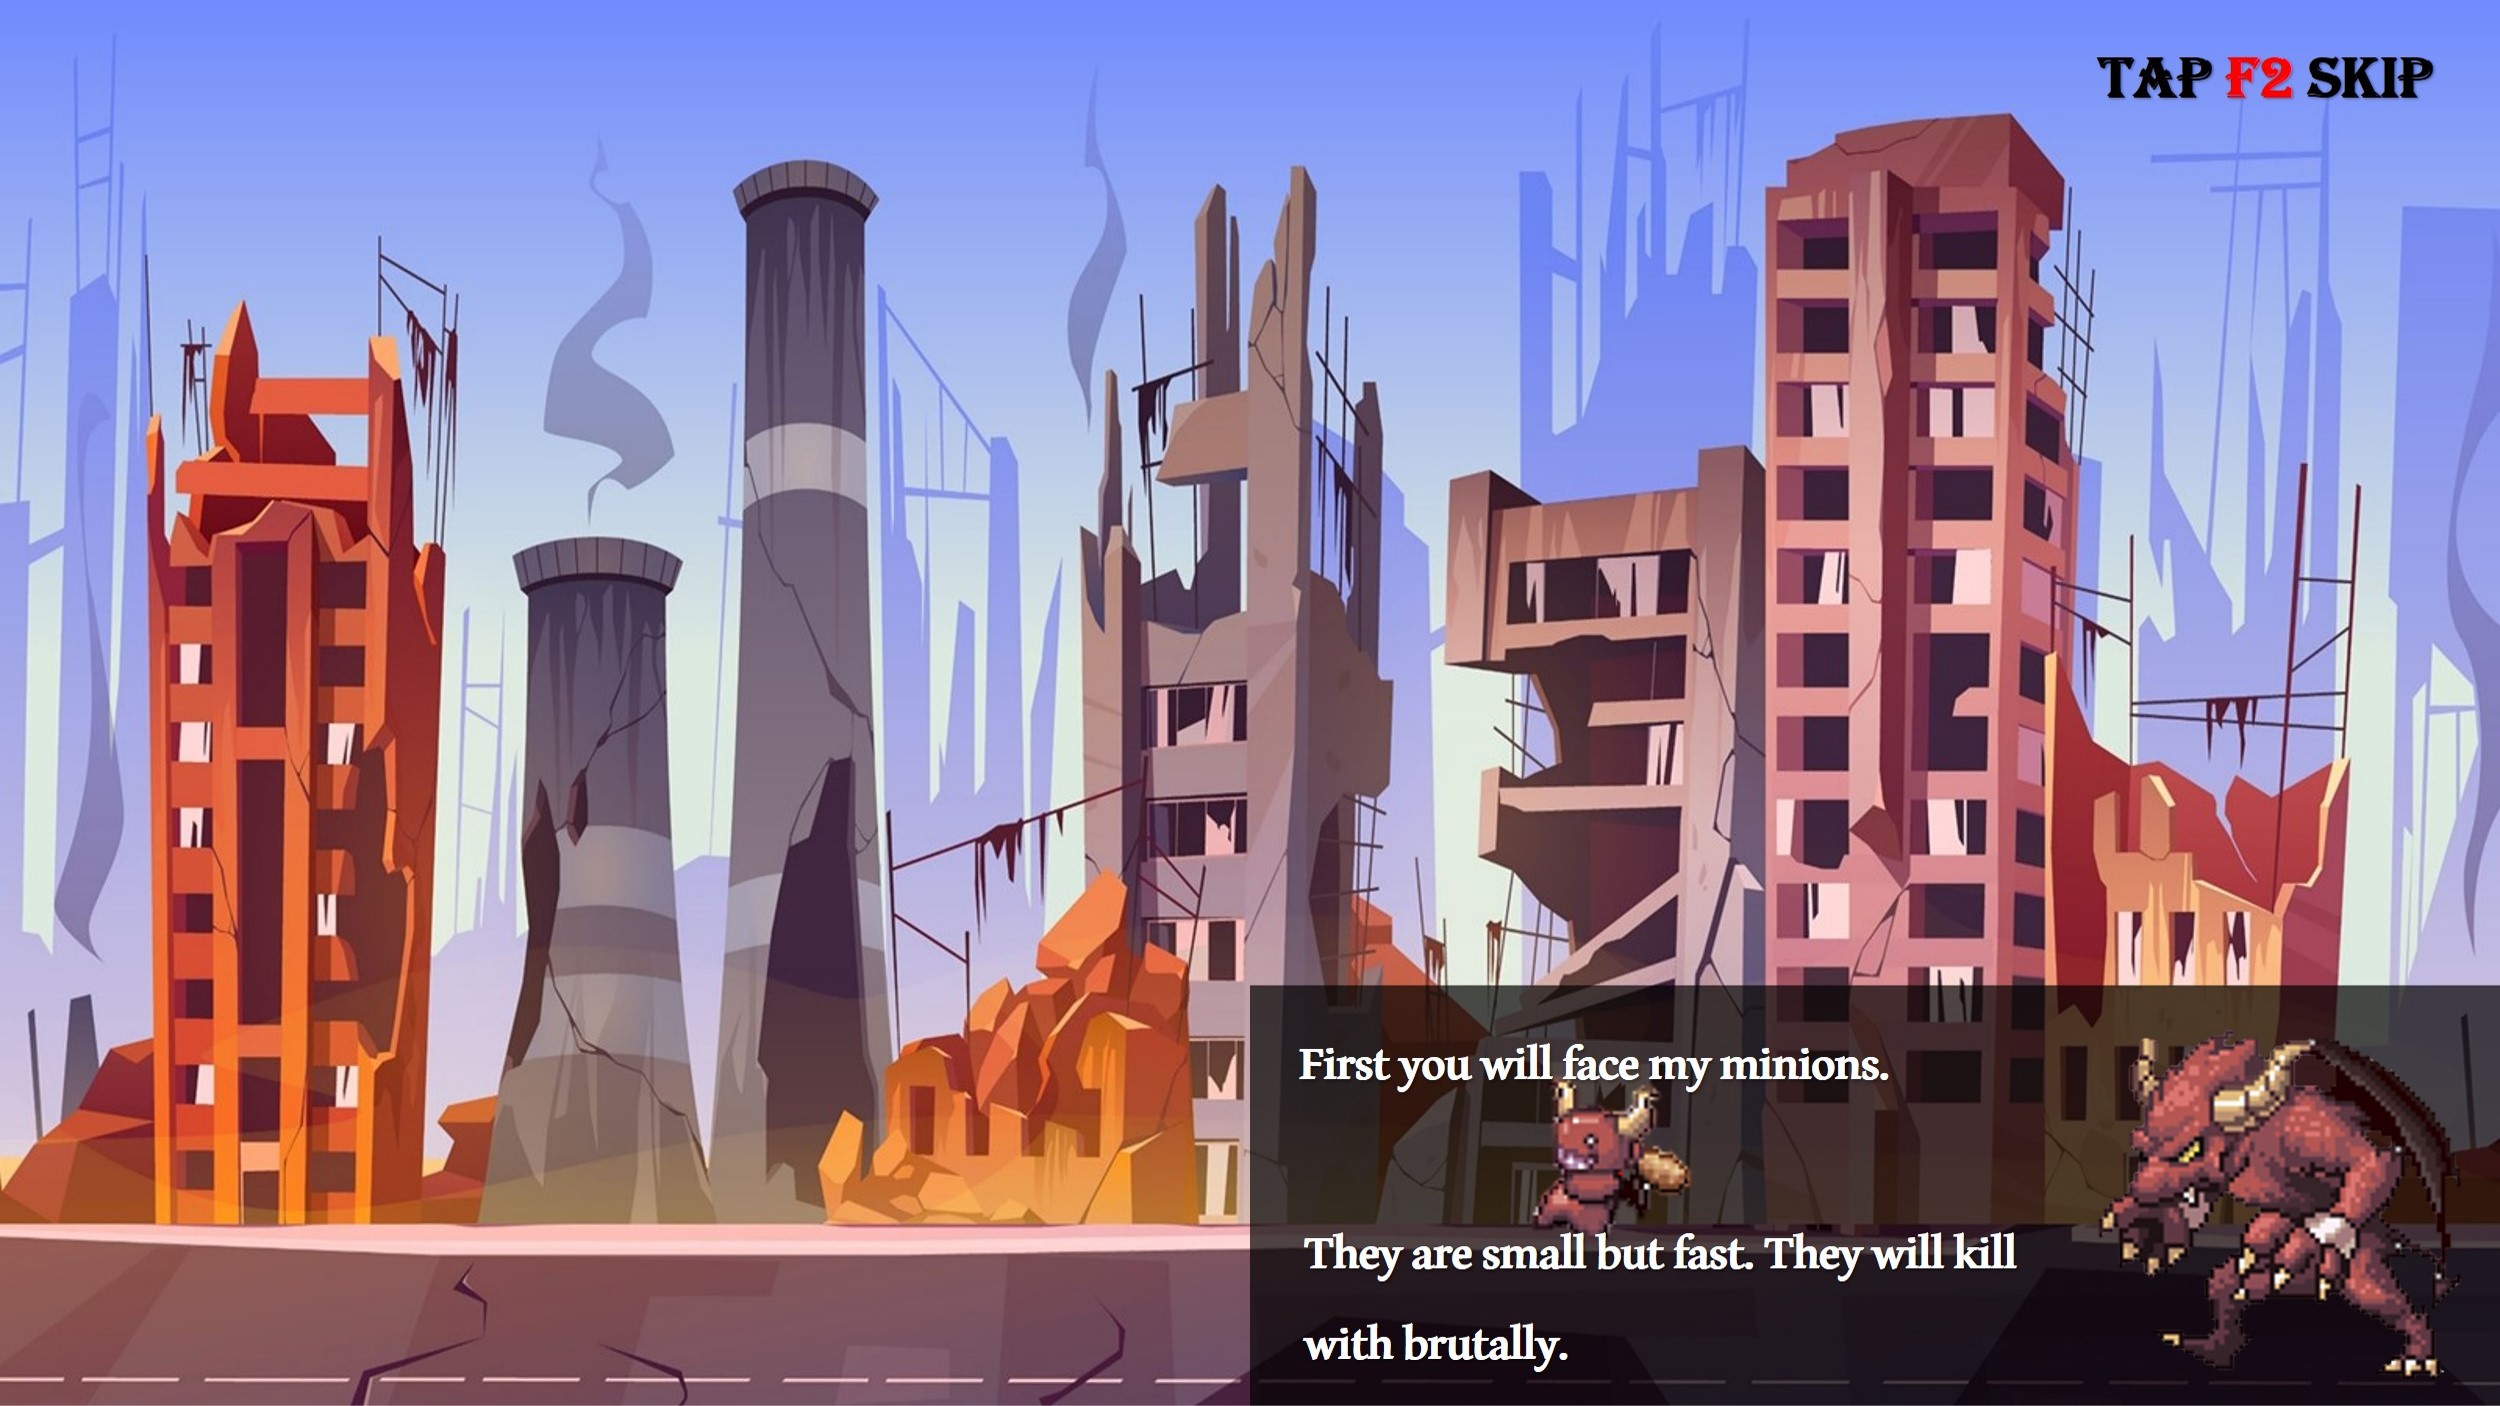 TAP F2 SKIP
First you will face my minions.
They are small but fast. They will kill
with brutally.